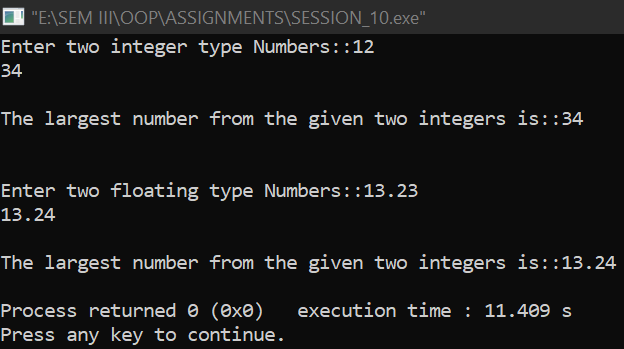 "E:\SEM III\OOP\ASSIGNMENTS\SESSION_10.exe"
Enter two integer type Numbers::12
34
The largest number from the given two integers is::34
Enter two floating type Numbers::13.23
13.24
The largest number from the given two integers is::13.24
Process returned 0 (0x0)   execution time : 11.409 s
Press any key to continue.